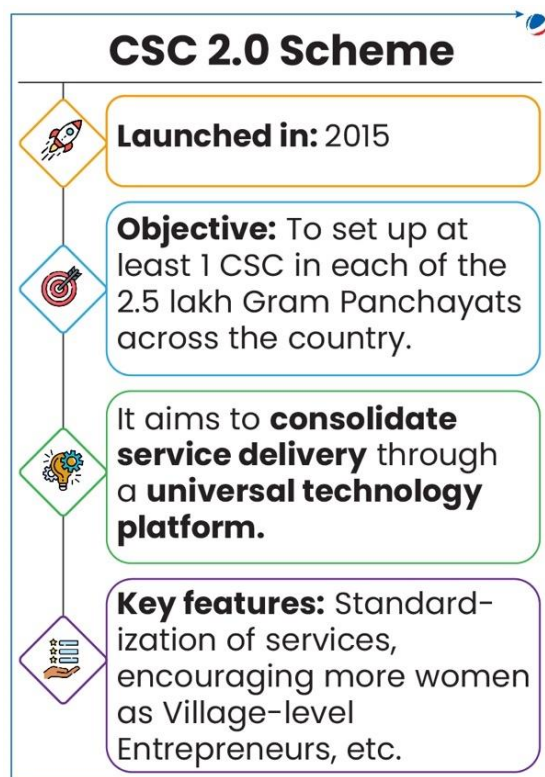 CSC 2.0 Scheme
Launched in: 2015
Objective: To set up at
least 1 CSC in each of the
2.5 lakh Gram Panchayats
across the country.
It aims to consolidate
service delivery through
a universal technology
platform.
Key features: Standard-
ization of services,
encouraging more women
as Village-level
Entrepreneurs, etc.